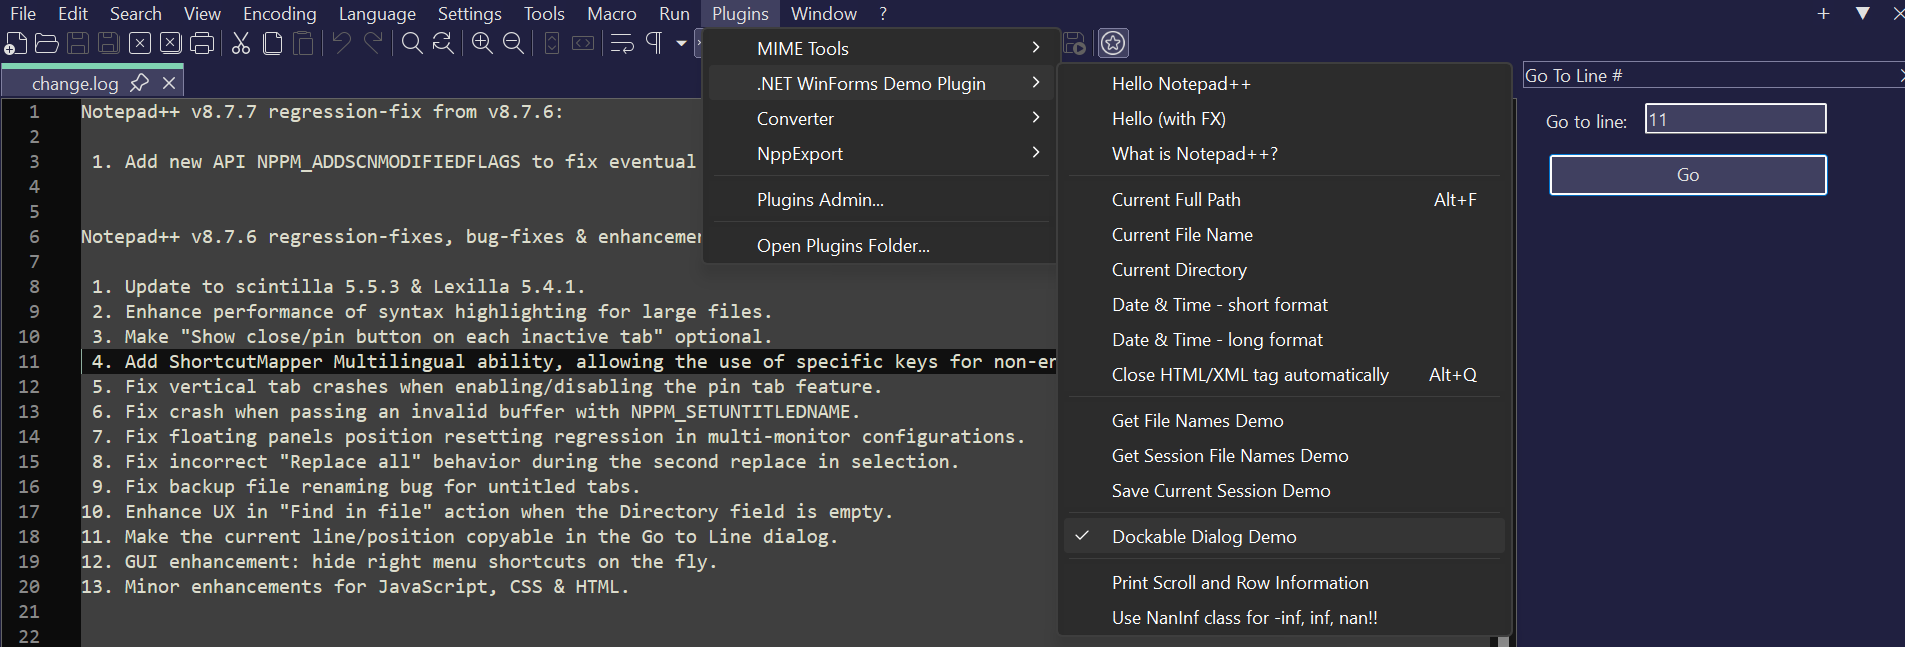 File Edit Search View Encoding Language Settings Tools Macro Run Plugins Window ?
change.log
1 Notepad++ v8.7.7 regression-fix from v8.7.6:
2
3 1. Add new API NPPM_ADDSCNMODIFIEDFLAGS to fix eventual
4
5
6 Notepad++ v8.7.6 regression-fixes, bug-fixes &
7
8 1. Update to scintilla 5.5.3 & Lexilla 5.4.1.
9 2. Enhance performance of syntax highlighting for large files.
10 3. Make "Show close/pin button on each inactive tab" optional.
11 4. Add ShortcutMapper Multilingual ability, allowing the use of specific keys for
12 5. Fix vertical tab crashes when enabling/disabling the pin tab feature.
13 6. Fix crash when passing an invalid buffer with NPPM_SETUNTITLEDNAME.
14 7. Fix floating panels position resetting regression in multi-monitor configurations.
15 8. Fix incorrect "Replace all" behavior during the second replace in selection.
16 9. Fix backup file renaming bug for untitled tabs.
17 10. Enhance UX in "Find in file" action when the Directory field is empty.
18 11. Make the current line/position copyable in the Go to Line dialog.
19 12. GUI enhancement: hide right menu shortcuts on the fly.
20 13. Minor enhancements for JavaScript, CSS & HTML.
21
22
MIME Tools
.NET WinForms Demo Plugin
Converter
NppExport
Plugins Admin...
Open Plugins Folder...
Hello Notepad++
Hello (with FX)
What is Notepad++?
Current Full Path Alt+F
Current File Name
Current Directory
Date & Time - short format
Date & Time - long format
Close HTML/XML tag automatically Alt+Q
Get File Names Demo
Get Session File Names Demo
Save Current Session Demo
Dockable Dialog Demo
Print Scroll and Row Information
Use NanInf class for -inf, inf, nan!!
Go To Line #
Go to line: 11
Go